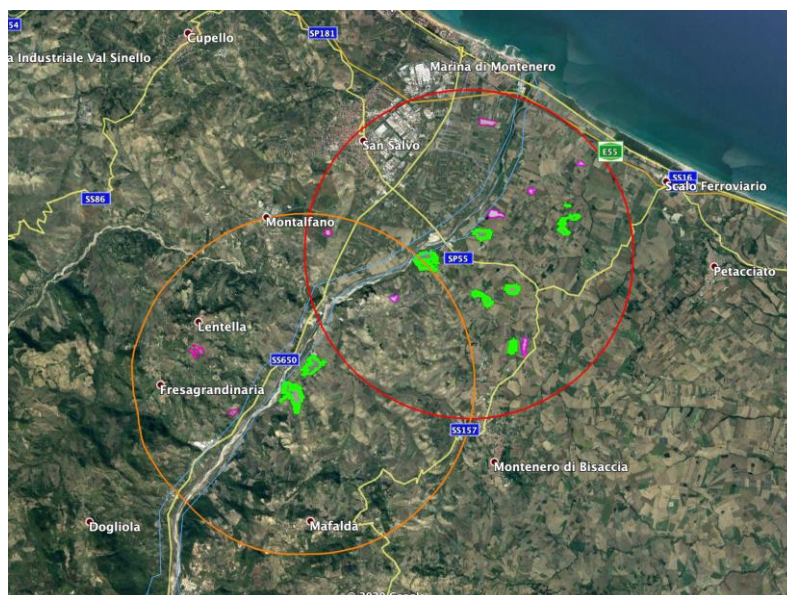 54
Cupello
SP181
a Industriale Val Sinello
Marina di Montenero
San Salvo
E55
SS16
Scalo Ferroviario
SS86
Montalfano
SP55
Petacciato
Lentella
SS650
Fresagrandinaria
SS157
Montenero di Bisaccia
Dogliola
Mafalda